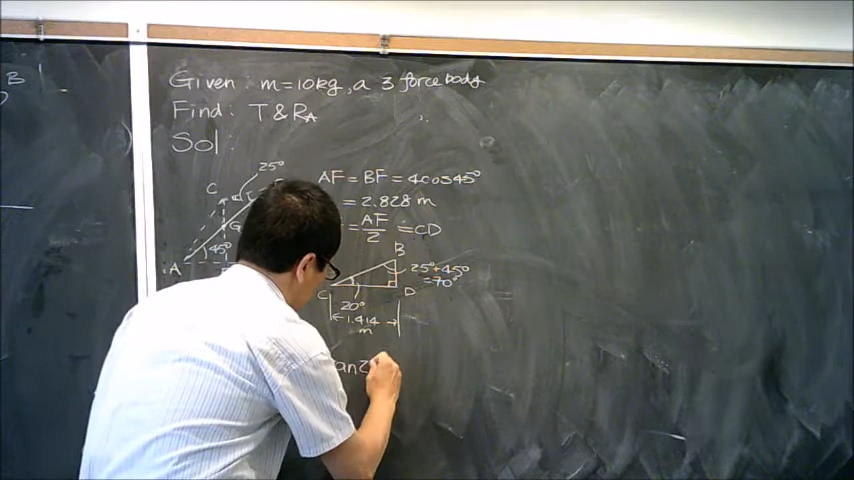 B
Given : m=10kg, a 3 force body
Find : T & RA
Sol :
25°
C
AF = BF = 4cos45°
= 2.828 m
= AF/2 = CD
G
45°
A
B
25°+45°
=70°
C
D
20°
1.414
m
tan2